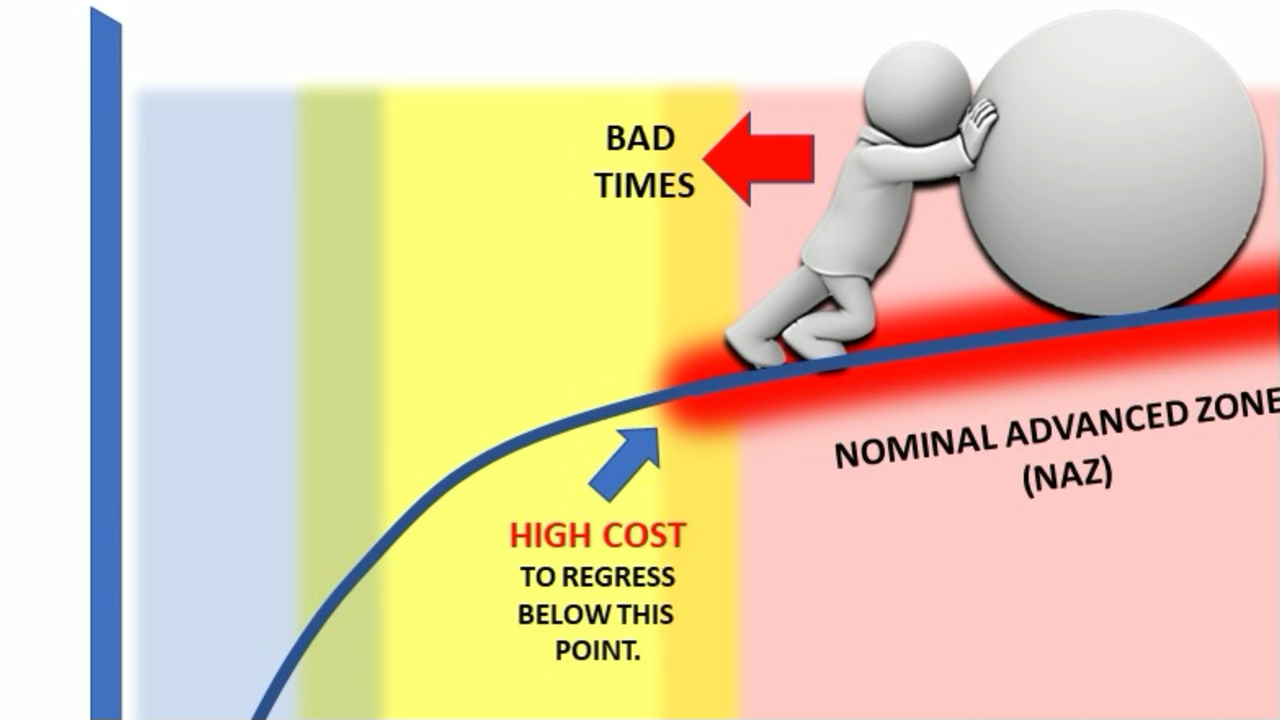 BAD
TIMES
NOMINAL ADVANCED ZONE
(NAZ)
HIGH COST
TO REGRESS
BELOW THIS
POINT.